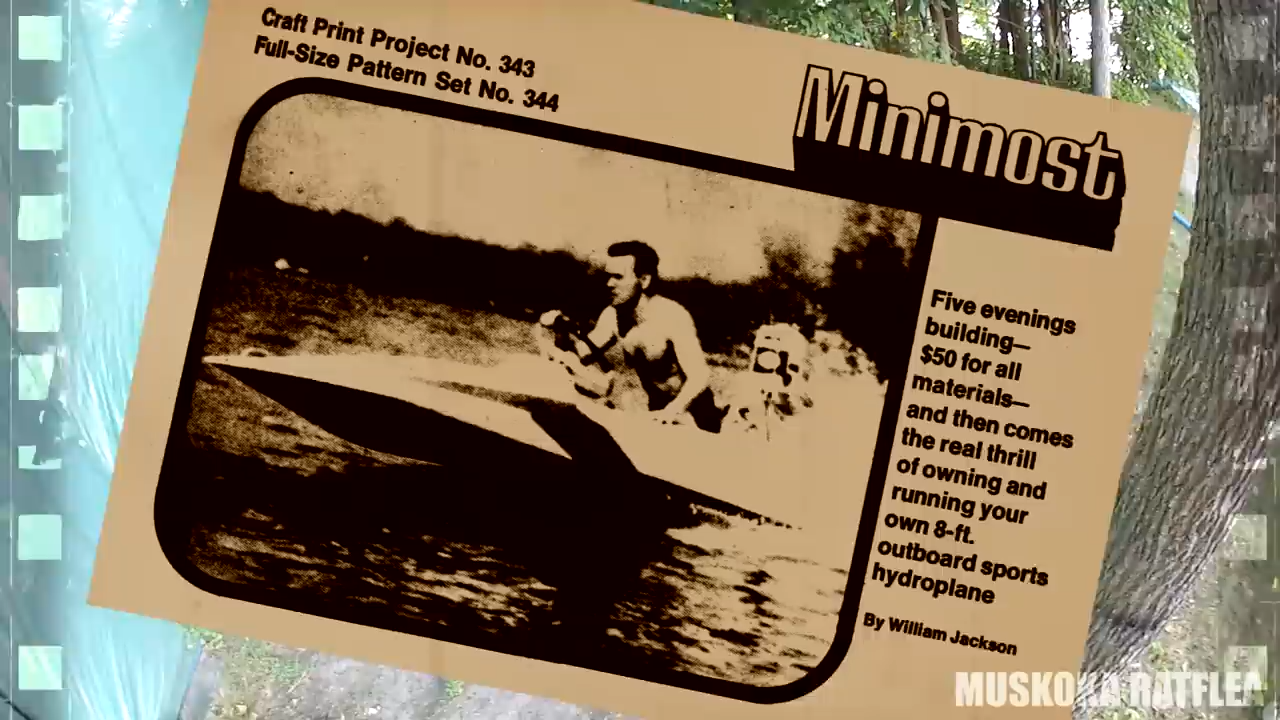 Craft Print Project No. 343
Full-Size Pattern Set No. 344
Minimost
Five evenings
building—
$50 for all
materials—
and then comes
the real thrill
of owning and
running your
own 8-ft.
outboard sports
hydroplane
By William Jackson
MUSKOKA